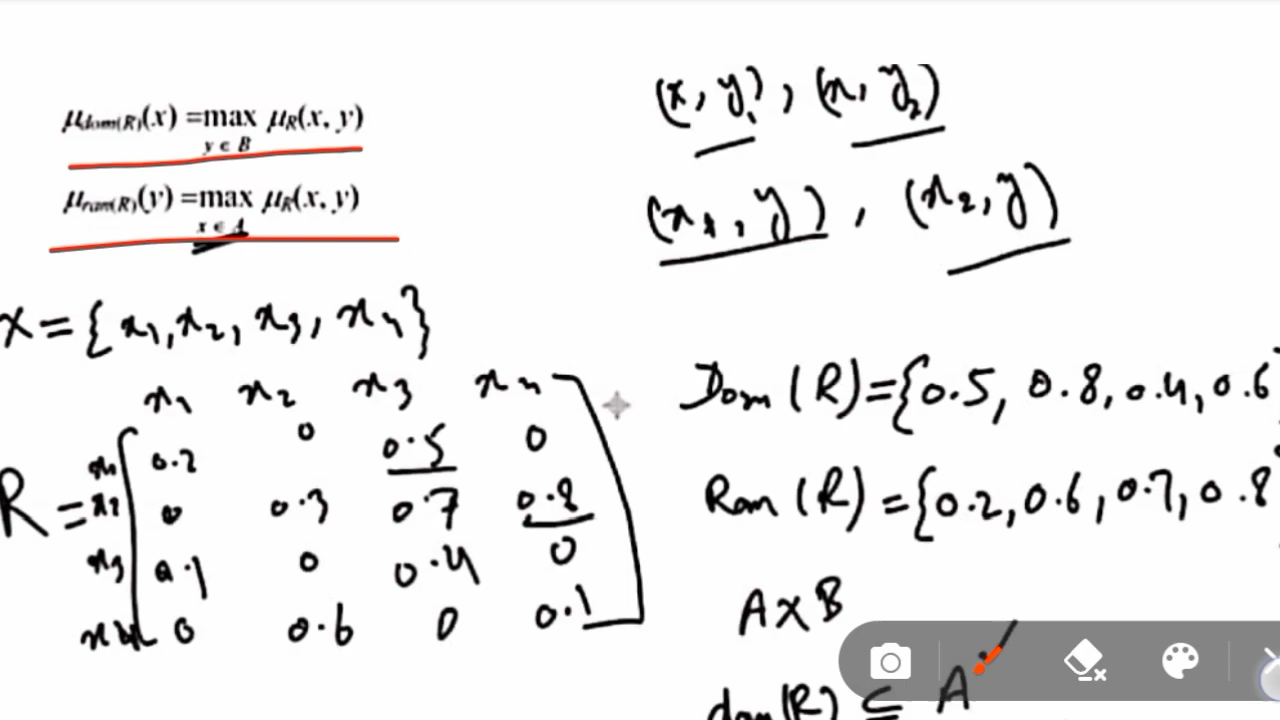 μdom(R)(x) =max μR(x, y)
y ∈ B
μran(R)(y) =max μR(x, y)
x ∈ A
(x, y1), (x, y2)
(x1, y), (x2, y)
X = {x1, x2, x3, x4}
x1 x2 x3 x4
R = x1 0.2 0 0.5 0
x2 0 0.3 0.7 0.8
x3 0.1 0 0.4 0
x4 0 0.6 0 0.1
Dom (R) = {0.5, 0.8, 0.4, 0.6
Ran (R) = {0.2, 0.6, 0.7, 0.8
A X B
dom(R) ⊆ A